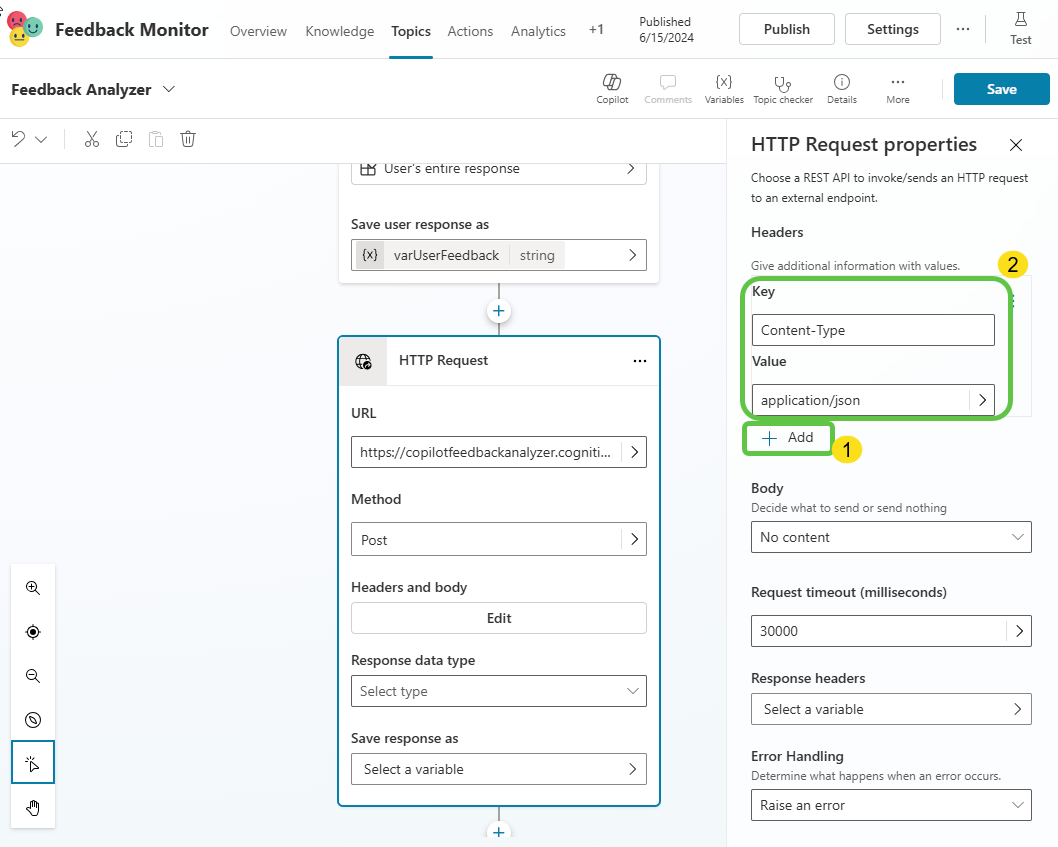 Feedback Monitor
Overview
Knowledge
Topics
Actions
Analytics
+1
Published
6/15/2024
Publish
Settings
...
Test
Feedback Analyzer
Copilot
Comments
{x}
Variables
Topic checker
Details
More
Save
User's entire response
Save user response as
{x} varUserFeedback string
HTTP Request
URL
https://copilotfeedbackanalyzer.cogniti...
Method
Post
Headers and body
Edit
Response data type
Select type
Save response as
Select a variable
HTTP Request properties
Choose a REST API to invoke/sends an HTTP request
to an external endpoint.
Headers
Give additional information with values.
2
Key
Content-Type
Value
application/json
Add
1
Body
Decide what to send or send nothing
No content
Request timeout (milliseconds)
30000
Response headers
Select a variable
Error Handling
Determine what happens when an error occurs.
Raise an error